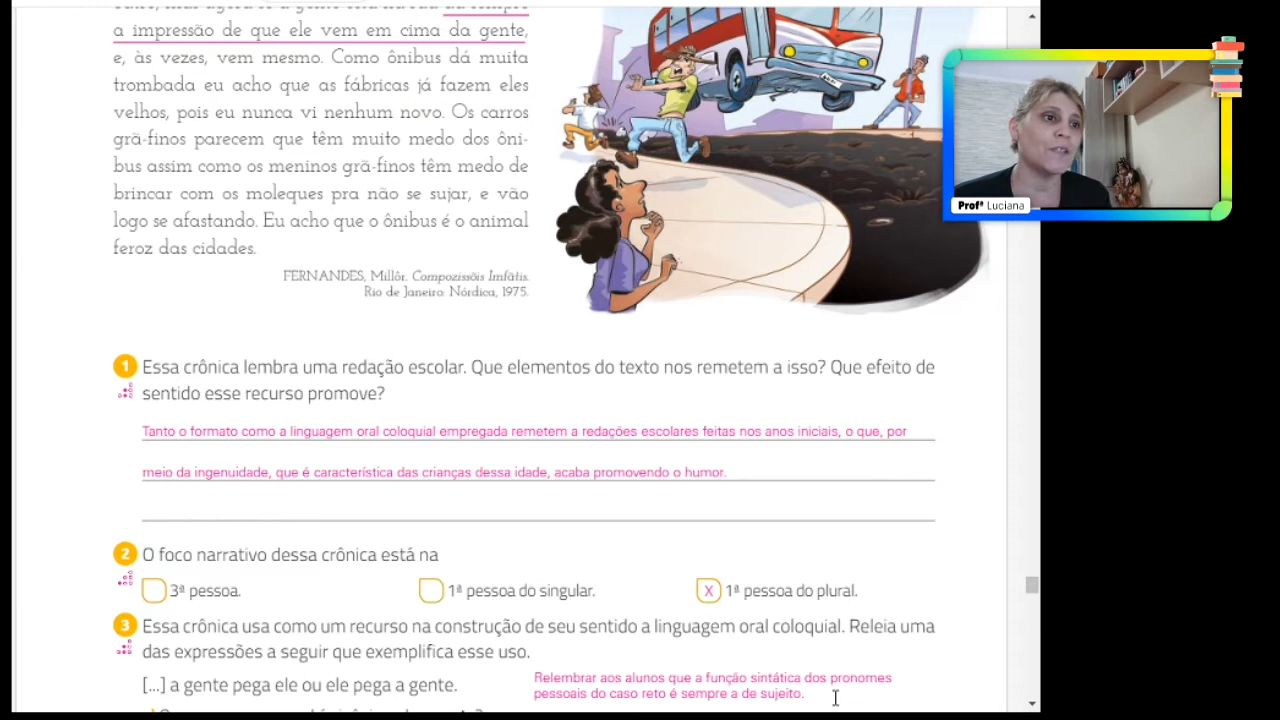 a impressão de que ele vem em cima da gente,
e, às vezes, vem mesmo. Como ônibus dá muita
trombada eu acho que as fábricas já fazem eles
velhos, pois eu nunca vi nenhum novo. Os carros
grã-finos parecem que têm muito medo dos ôni-
bus assim como os meninos grã-finos têm medo de
brincar com os moleques pra não se sujar, e vão
logo se afastando. Eu acho que o ônibus é o animal
feroz das cidades.
FERNANDES, Millôr. Compozissõis Imfãtis.
Rio de Janeiro: Nórdica, 1975.
Profª Luciana
1 Essa crônica lembra uma redação escolar. Que elementos do texto nos remetem a isso? Que efeito de
sentido esse recurso promove?
Tanto o formato como a linguagem oral coloquial empregada remetem a redações escolares feitas nos anos iniciais, o que, por
meio da ingenuidade, que é característica das crianças dessa idade, acaba promovendo o humor.
2 O foco narrativo dessa crônica está na
3ª pessoa.
1ª pessoa do singular.
X 1ª pessoa do plural.
3 Essa crônica usa como um recurso na construção de seu sentido a linguagem oral coloquial. Releia uma
das expressões a seguir que exemplifica esse uso.
[...] a gente pega ele ou ele pega a gente.
Relembrar aos alunos que a função sintática dos pronomes
pessoais do caso reto é sempre a de sujeito.